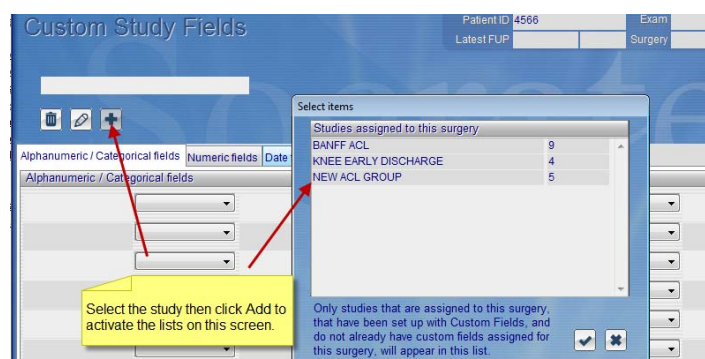 Custom Study Fields
Patient ID 4566 Exam
Latest FUP Surgery
Select items
Studies assigned to this surgery
BANFF ACL 9
KNEE EARLY DISCHARGE 4
NEW ACL GROUP 5
Alphanumeric / Categorical fields Numeric fields Date
Alphanumeric / Categorical fields
Select the study then click Add to
activate the lists on this screen.
Only studies that are assigned to this surgery,
that have been set up with Custom Fields, and
do not already have custom fields assigned for
this surgery, will appear in this list.